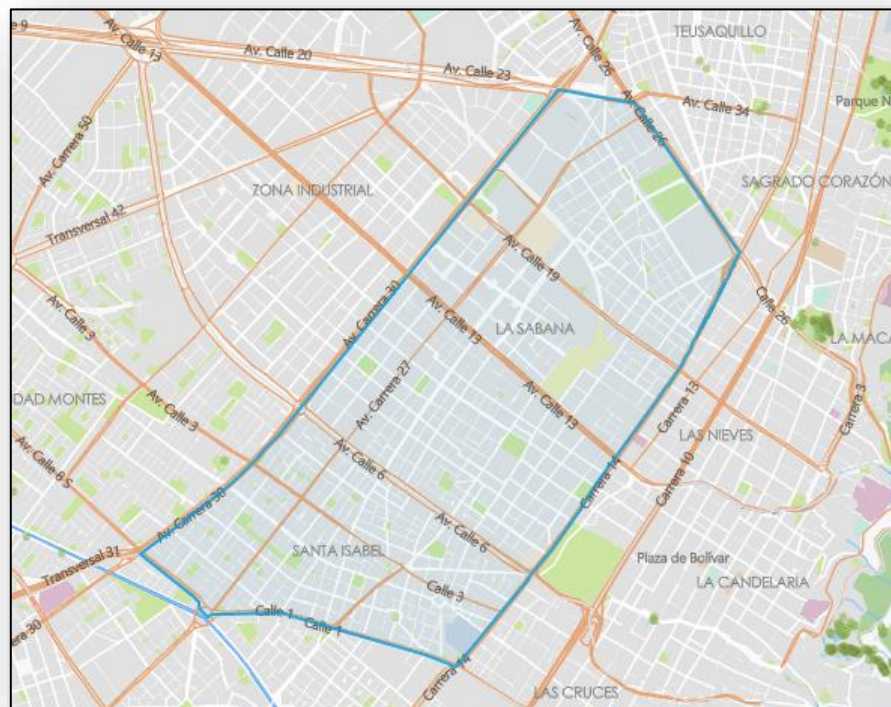 TEUSAQUILLO
Av. Calle 26
Calle 9
Av. Calle 13
Av. Calle 20
Av. Calle 23
Av. Calle 26
Av. Calle 34
Parque N
Av. Carrera 50
ZONA INDUSTRIAL
SAGRADO CORAZÓN
Transversal 42
Av. Calle 19
Av. Carrera 30
Av. Calle 13
LA SABANA
Calle 26
Av. Calle 3
LA MACA
Av. Carrera 27
Av. Calle 13
Carrera 13
Carrera 3
DAD MONTES
Av. Calle 3
LAS NIEVES
Av. Calle 8 S
Av. Calle 6
Carrera 14
Carrera 10
Av. Carrera 30
Av. Calle 6
SANTA ISABEL
Plaza de Bolívar
Transversal 31
LA CANDELARIA
Calle 3
Calle 1
Calle 1
rera 30
Carrera 14
LAS CRUCES